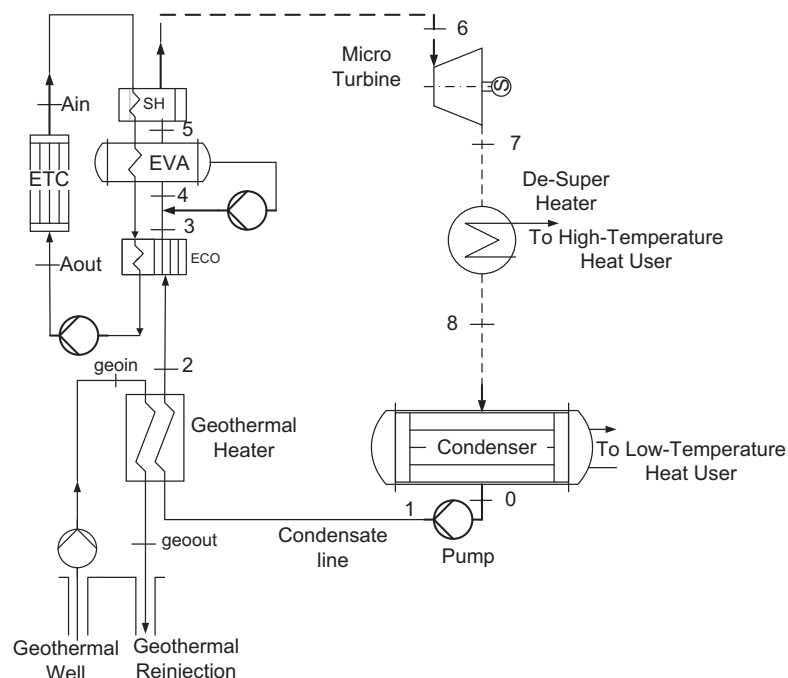 6
Micro
Turbine
S
Ain
SH
5
7
EVA
ETC
De-Super
Heater
4
3
To High-Temperature
Heat User
ECO
Aout
8
geoin
2
Geothermal
Heater
Condenser
To Low-Temperature
Heat User
1
0
geoout
Condensate
line
Pump
Geothermal
Well
Geothermal
Reinjection